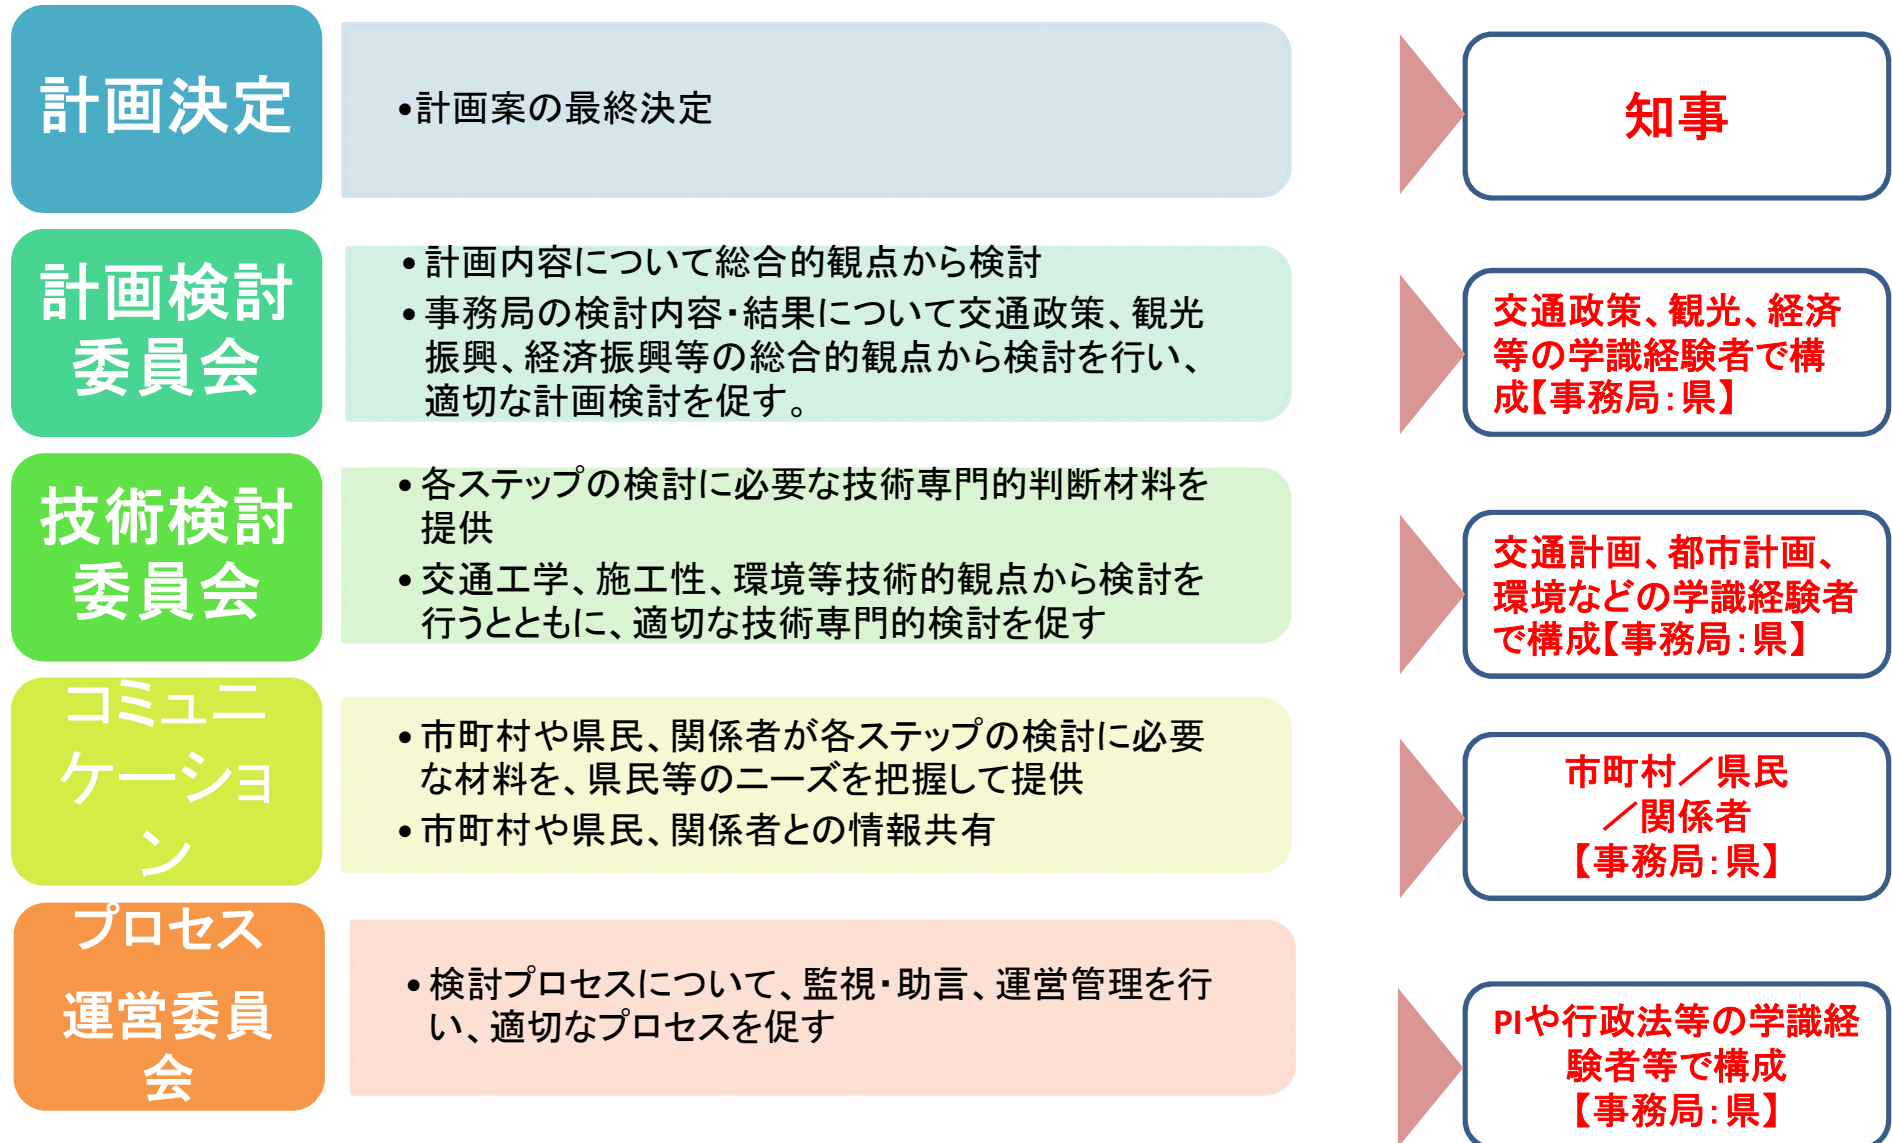 計画決定
•計画案の最終決定
知事
計画検討
委員会
•計画内容について総合的観点から検討
•事務局の検討内容・結果について交通政策、観光
振興、経済振興等の総合的観点から検討を行い、
適切な計画検討を促す。
交通政策、観光、経済
等の学識経験者で構
成【事務局：県】
技術検討
委員会
•各ステップの検討に必要な技術専門的判断材料を
提供
•交通工学、施工性、環境等技術的観点から検討を
行うとともに、適切な技術専門的検討を促す
交通計画、都市計画、
環境などの学識経験者
で構成【事務局：県】
コミュニ
ケーショ
ン
•市町村や県民、関係者が各ステップの検討に必要
な材料を、県民等のニーズを把握して提供
•市町村や県民、関係者との情報共有
市町村／県民
／関係者
【事務局：県】
プロセス
運営委員
会
•検討プロセスについて、監視・助言、運営管理を行
い、適切なプロセスを促す
PIや行政法等の学識経
験者等で構成
【事務局：県】